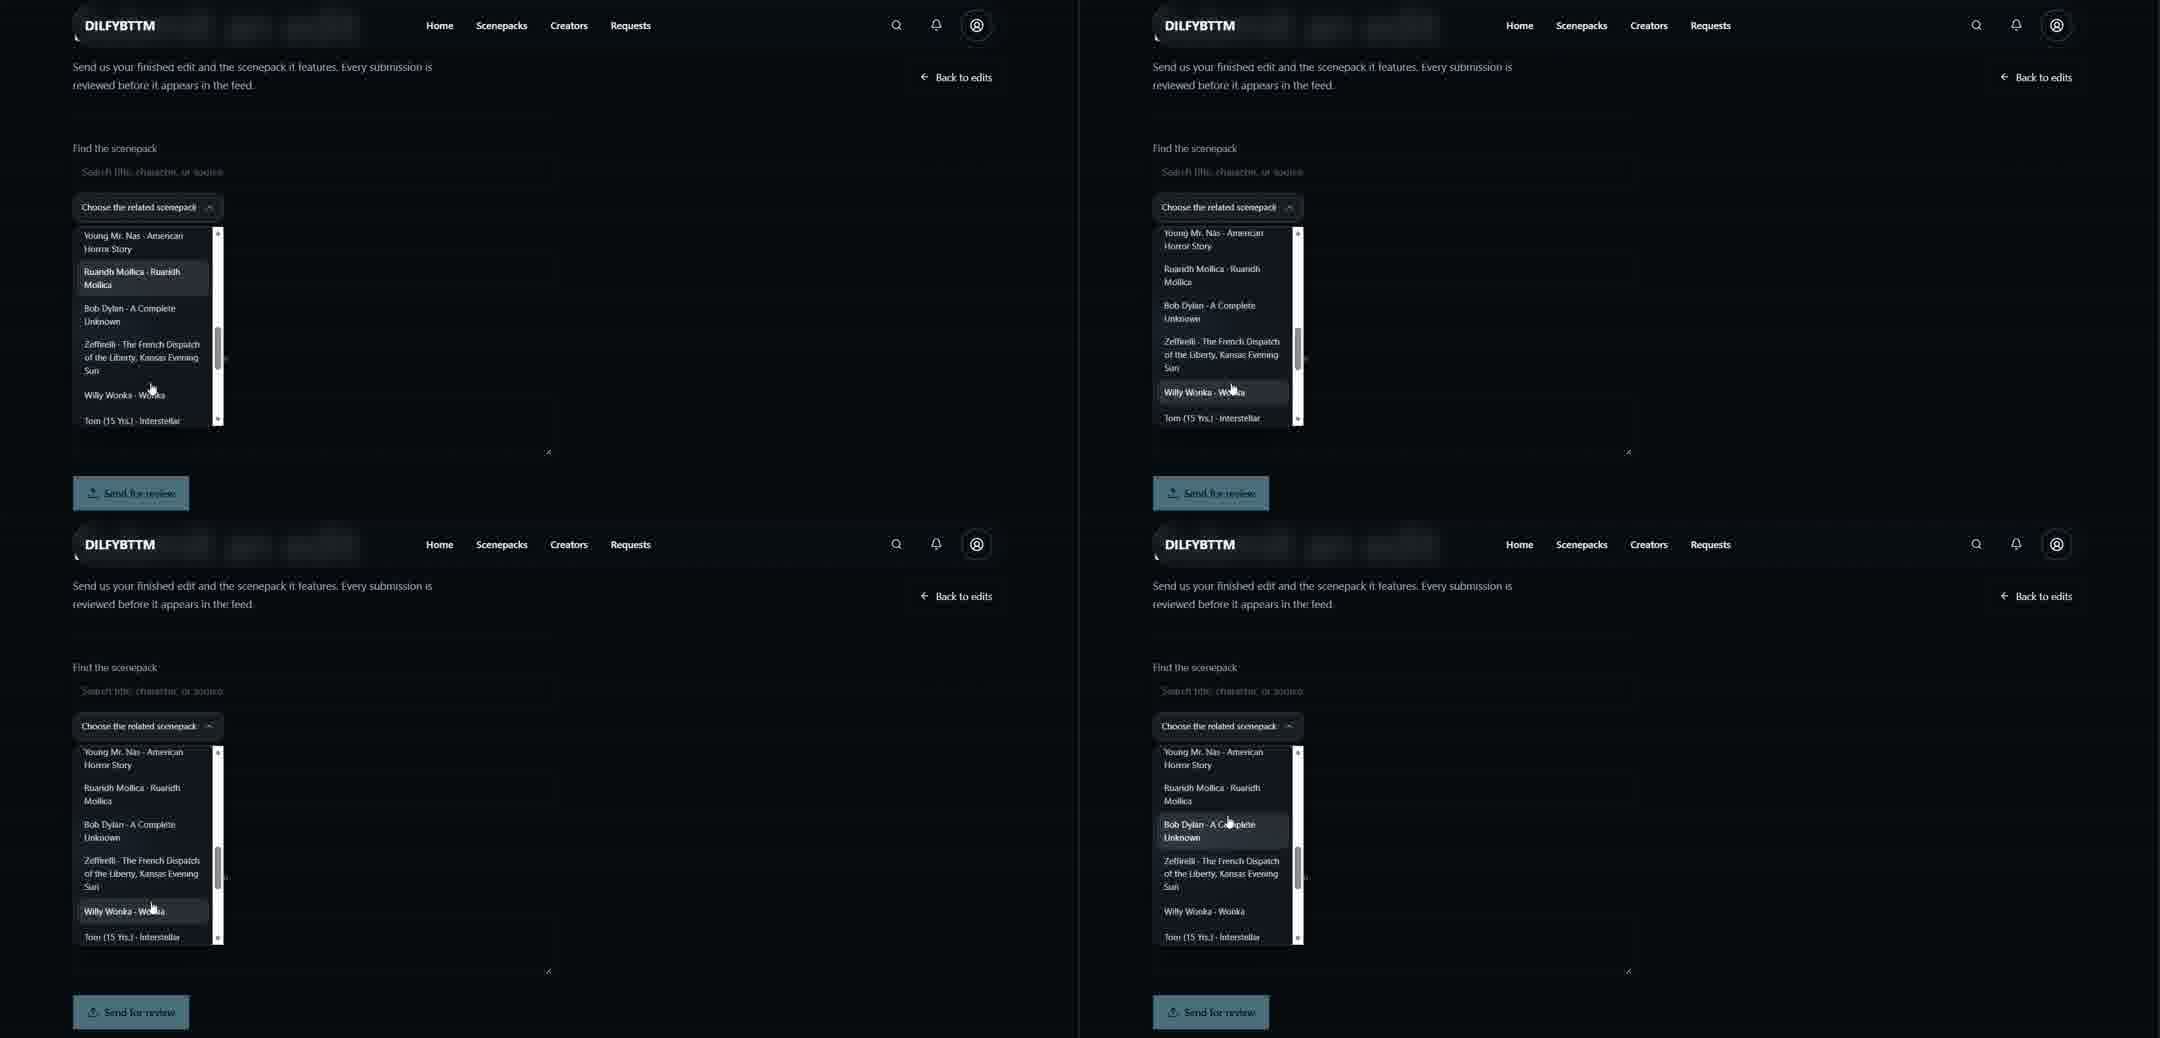 DILFYBTTM Home Scenepacks Creators Requests
Send us your finished edit and the scenepack it features. Every submission is
reviewed before it appears in the feed.
← Back to edits
Find the scenepack
Search title, character, or source
Choose the related scenepack
Young Mr. Nas - American
Horror Story
Ruaridh Mollica - Ruaridh
Mollica
Bob Dylan - A Complete
Unknown
Zeffirelli - The French Dispatch
of the Liberty, Kansas Evening
Sun
Willy Wonka - Wonka
Tom (15 Yrs.) - Interstellar
Send for review
DILFYBTTM Home Scenepacks Creators Requests
Send us your finished edit and the scenepack it features. Every submission is
reviewed before it appears in the feed.
← Back to edits
Find the scenepack
Search title, character, or source
Choose the related scenepack
Young Mr. Nas - American
Horror Story
Ruaridh Mollica - Ruaridh
Mollica
Bob Dylan - A Complete
Unknown
Zeffirelli - The French Dispatch
of the Liberty, Kansas Evening
Sun
Willy Wonka - Wonka
Tom (15 Yrs.) - Interstellar
Send for review
DILFYBTTM Home Scenepacks Creators Requests
Send us your finished edit and the scenepack it features. Every submission is
reviewed before it appears in the feed.
← Back to edits
Find the scenepack
Search title, character, or source
Choose the related scenepack
Young Mr. Nas - American
Horror Story
Ruaridh Mollica - Ruaridh
Mollica
Bob Dylan - A Complete
Unknown
Zeffirelli - The French Dispatch
of the Liberty, Kansas Evening
Sun
Willy Wonka - Wonka
Tom (15 Yrs.) - Interstellar
Send for review
DILFYBTTM Home Scenepacks Creators Requests
Send us your finished edit and the scenepack it features. Every submission is
reviewed before it appears in the feed.
← Back to edits
Find the scenepack
Search title, character, or source
Choose the related scenepack
Young Mr. Nas - American
Horror Story
Ruaridh Mollica - Ruaridh
Mollica
Bob Dylan - A Complete
Unknown
Zeffirelli - The French Dispatch
of the Liberty, Kansas Evening
Sun
Willy Wonka - Wonka
Tom (15 Yrs.) - Interstellar
Send for review